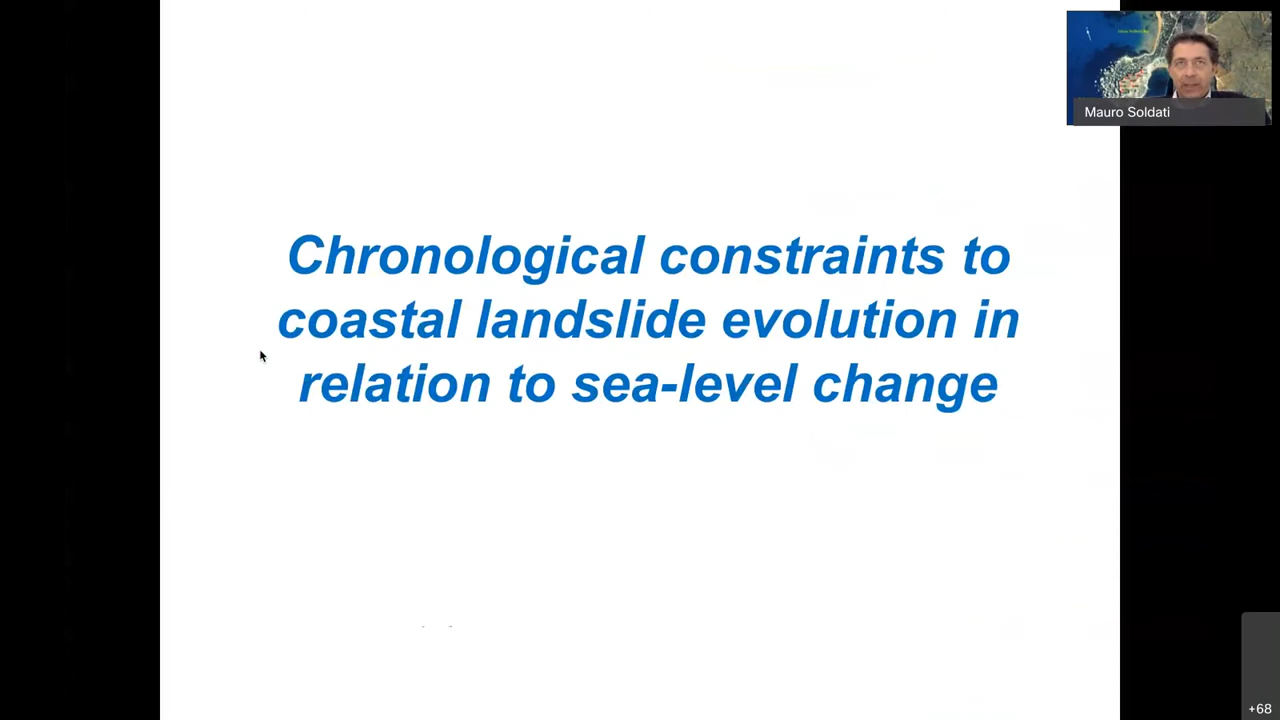 Mauro Soldati
Chronological constraints to
coastal landslide evolution in
relation to sea-level change
+68